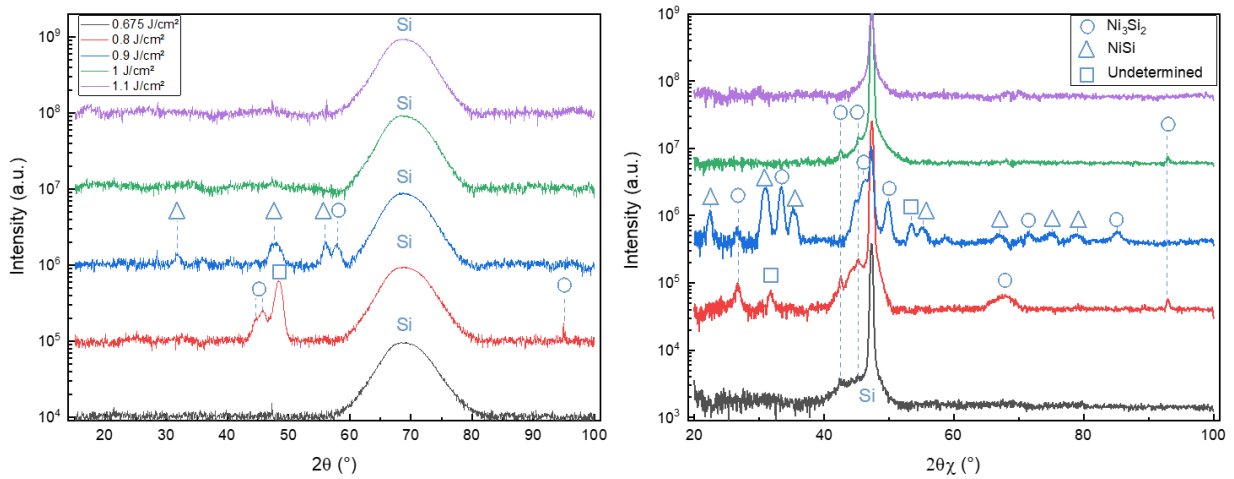 0.675 J/cm²
0.8 J/cm²
0.9 J/cm²
1 J/cm²
1.1 J/cm²
Si
Si
Si
Si
Si
10⁹
10⁸
10⁷
10⁶
10⁵
10⁴
Intensity (a.u.)
20 30 40 50 60 70 80 90 100
2θ (°)
Ni₃Si₂
NiSi
Undetermined
Si
10⁹
10⁸
10⁷
10⁶
10⁵
10⁴
10³
Intensity (a.u.)
20 40 60 80 100
2θχ (°)